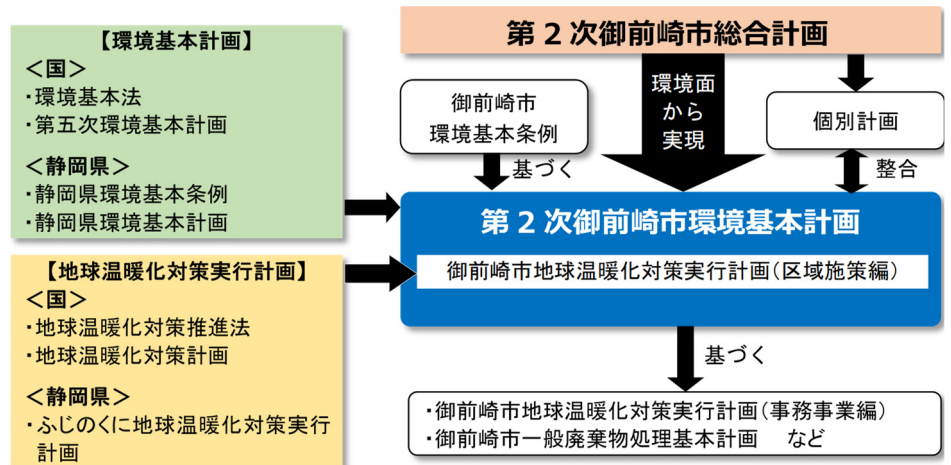 【環境基本計画】
＜国＞
・環境基本法
・第五次環境基本計画
＜静岡県＞
・静岡県環境基本条例
・静岡県環境基本計画
【地球温暖化対策実行計画】
＜国＞
・地球温暖化対策推進法
・地球温暖化対策計画
＜静岡県＞
・ふじのくに地球温暖化対策実行
計画
第２次御前崎市総合計画
御前崎市
環境基本条例
環境面
から
実現
個別計画
基づく
整合
第２次御前崎市環境基本計画
御前崎市地球温暖化対策実行計画（区域施策編）
基づく
・御前崎市地球温暖化対策実行計画（事務事業編）
・御前崎市一般廃棄物処理基本計画　など